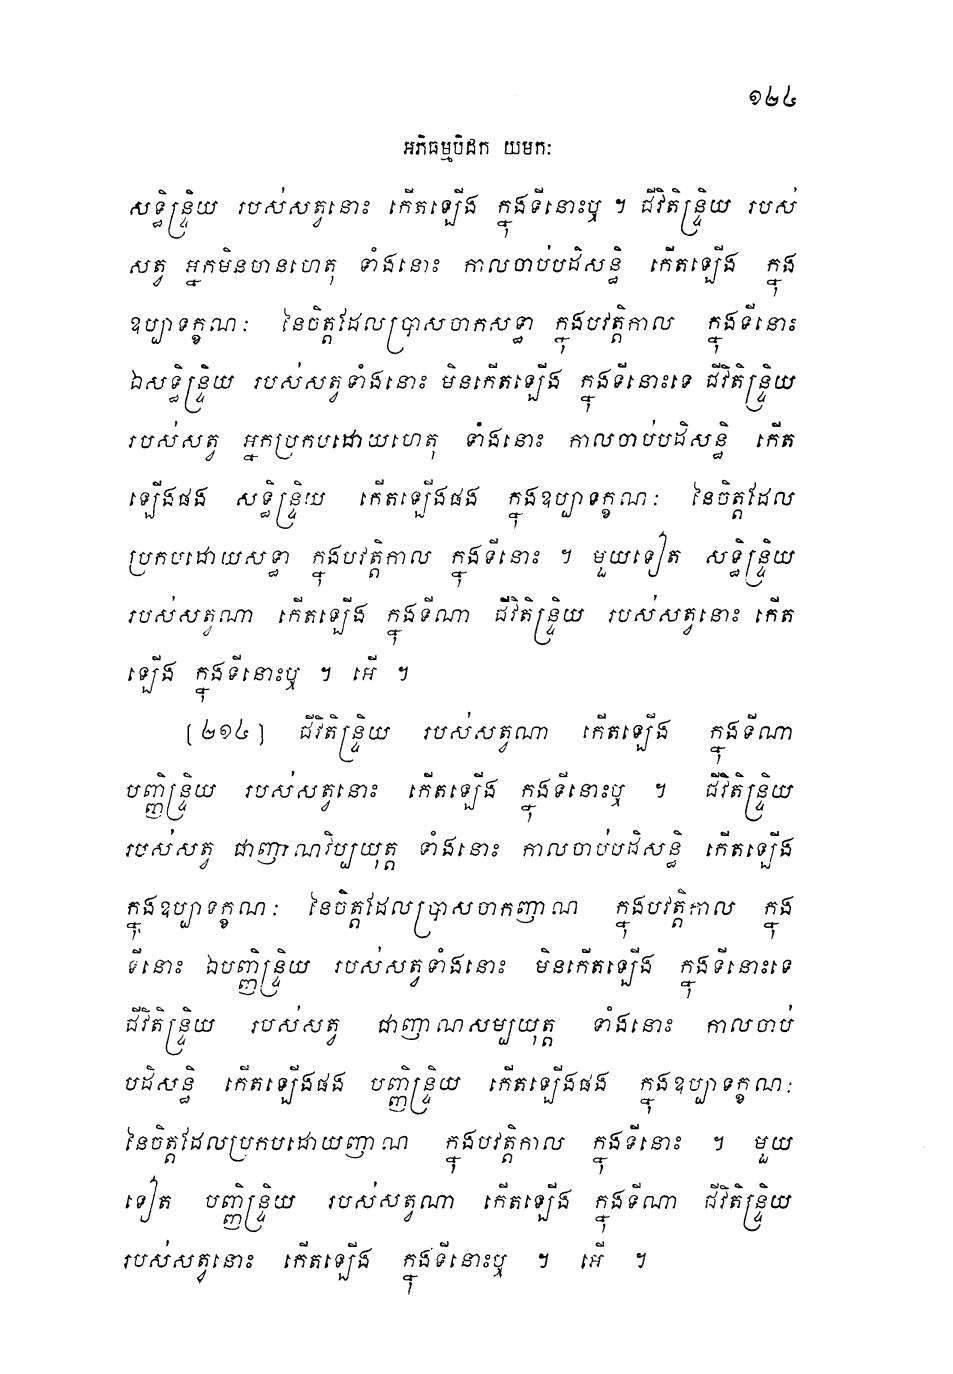 ១២៤
អភិធម្មបិដក យមកៈ
សទ្ធិន្ទ្រិយ របស់សត្វនោះ កើតឡើង ក្នុងទីនោះឬ ។ ជីវិតិន្ទ្រិយ របស់
សត្វ អ្នកមិនមានហេតុ ទាំងនោះ កាលចាប់បដិសន្ធិ កើតឡើង ក្នុង
ឧប្បាទក្ខណៈ នៃចិត្តដែលប្រាសចាកសទ្ធា ក្នុងបវត្តិកាល ក្នុងទីនោះ
ឯសទ្ធិន្ទ្រិយ របស់សត្វទាំងនោះ មិនកើតឡើង ក្នុងទីនោះទេ ជីវិតិន្ទ្រិយ
របស់សត្វ អ្នកប្រកបដោយហេតុ ទាំងនោះ កាលចាប់បដិសន្ធិ កើត
ឡើងផង សទ្ធិន្ទ្រិយ កើតឡើងផង ក្នុងឧប្បាទក្ខណៈ នៃចិត្តដែល
ប្រកបដោយសទ្ធា ក្នុងបវត្តិកាល ក្នុងទីនោះ ។ មួយទៀត សទ្ធិន្ទ្រិយ
របស់សត្វណា កើតឡើង ក្នុងទីណា ជីវិតិន្ទ្រិយ របស់សត្វនោះ កើត
ឡើង ក្នុងទីនោះឬ ។ អើ ។
[២១៤] ជីវិតិន្ទ្រិយ របស់សត្វណា កើតឡើង ក្នុងទីណា
បញ្ញិន្ទ្រិយ របស់សត្វនោះ កើតឡើង ក្នុងទីនោះឬ ។ ជីវិតិន្ទ្រិយ
របស់សត្វ ជាញាណវិប្បយុត្ត ទាំងនោះ កាលចាប់បដិសន្ធិ កើតឡើង
ក្នុងឧប្បាទក្ខណៈ នៃចិត្តដែលប្រាសចាកញាណ ក្នុងបវត្តិកាល ក្នុង
ទីនោះ ឯបញ្ញិន្ទ្រិយ របស់សត្វទាំងនោះ មិនកើតឡើង ក្នុងទីនោះទេ
ជីវិតិន្ទ្រិយ របស់សត្វ ជាញាណសម្បយុត្ត ទាំងនោះ កាលចាប់
បដិសន្ធិ កើតឡើងផង បញ្ញិន្ទ្រិយ កើតឡើងផង ក្នុងឧប្បាទក្ខណៈ
នៃចិត្តដែលប្រកបដោយញាណ ក្នុងបវត្តិកាល ក្នុងទីនោះ ។ មួយ
ទៀត បញ្ញិន្ទ្រិយ របស់សត្វណា កើតឡើង ក្នុងទីណា ជីវិតិន្ទ្រិយ
របស់សត្វនោះ កើតឡើង ក្នុងទីនោះឬ ។ អើ ។